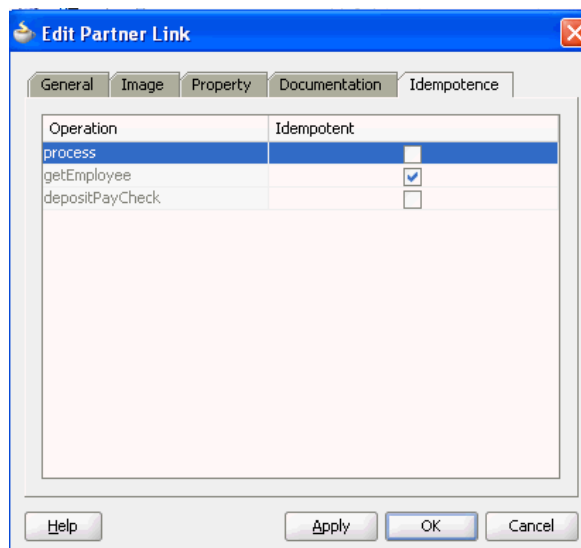 Edit Partner Link
General Image Property Documentation Idempotence
Operation Idempotent
process
getEmployee
depositPayCheck
Help Apply OK Cancel